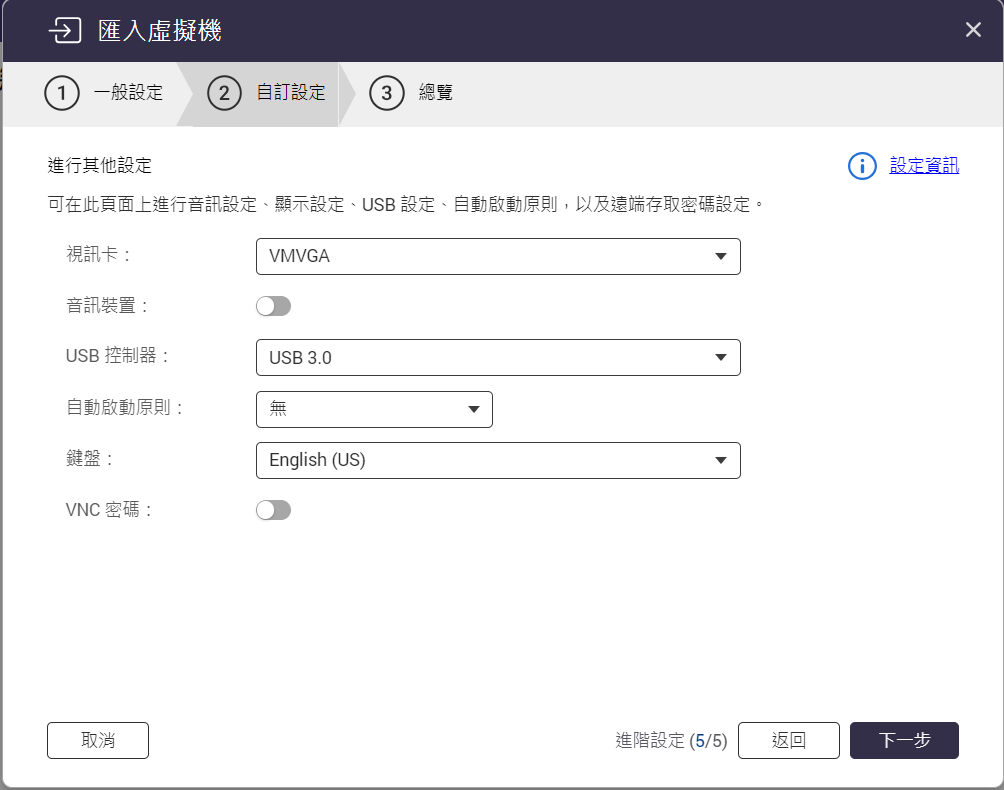 匯入虛擬機
1 一般設定 2 自訂設定 3 總覽
進行其他設定
設定資訊
可在此頁面上進行音訊設定、顯示設定、USB 設定、自動啟動原則，以及遠端存取密碼設定。
視訊卡： VMVGA
音訊裝置：
USB 控制器： USB 3.0
自動啟動原則： 無
鍵盤： English (US)
VNC 密碼：
取消 進階設定 (5/5) 返回 下一步